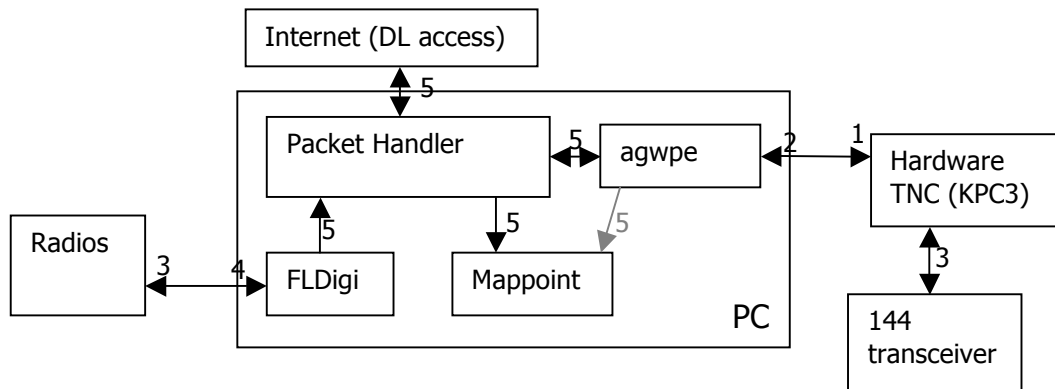 Internet (DL access)
5
Packet Handler
5
agwpe
2
1
Hardware
TNC (KPC3)
Radios
3
4
5
5
5
3
FLDigi
Mappoint
PC
144
transceiver